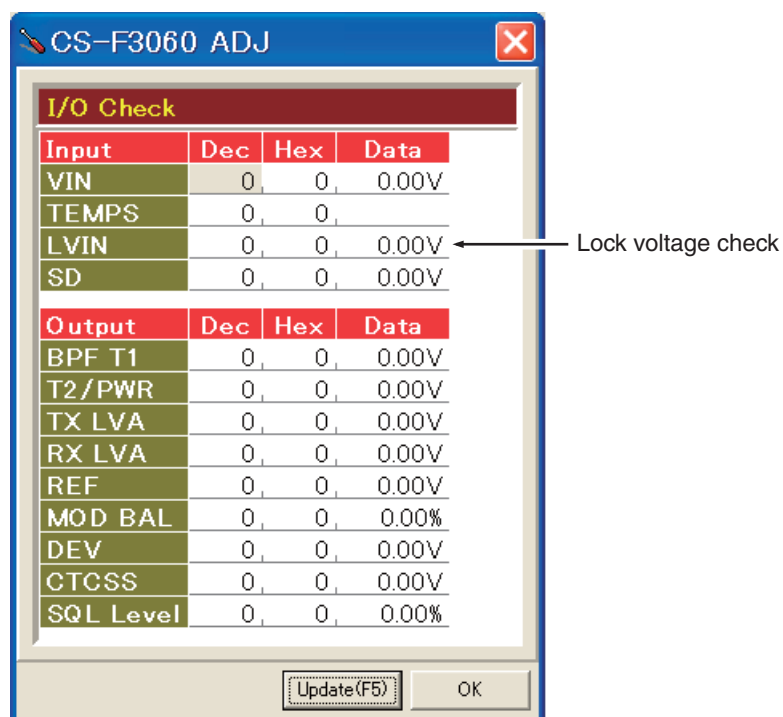 CS-F3060 ADJ
I/O Check
Input Dec Hex Data
VIN 0 0 0.00V
TEMPS 0 0
LVIN 0 0 0.00V Lock voltage check
SD 0 0 0.00V
Output Dec Hex Data
BPF T1 0 0 0.00V
T2/PWR 0 0 0.00V
TX LVA 0 0 0.00V
RX LVA 0 0 0.00V
REF 0 0 0.00V
MOD BAL 0 0 0.00%
DEV 0 0 0.00V
CTCSS 0 0 0.00V
SQL Level 0 0 0.00%
Update(F5) OK